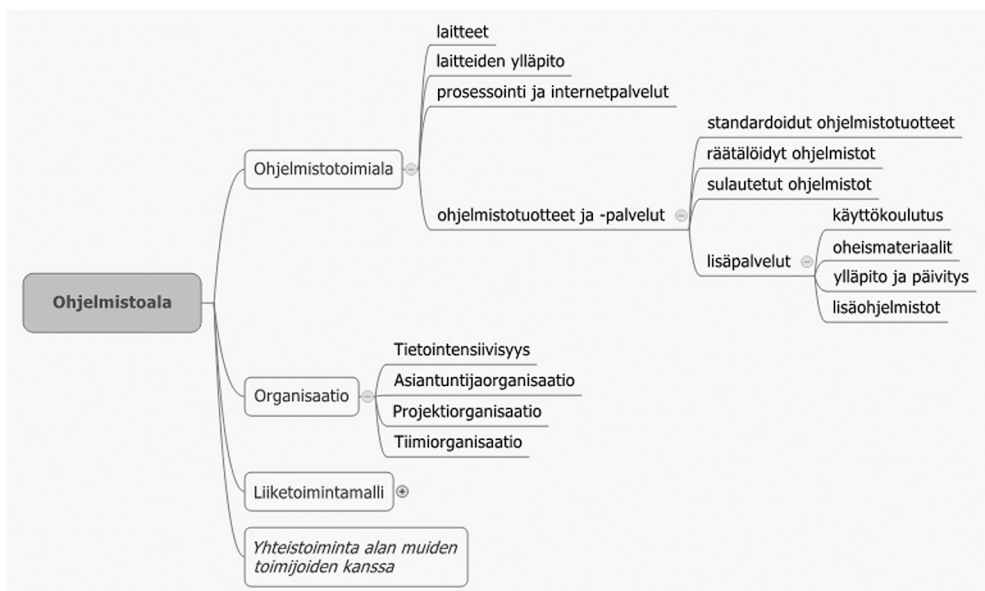 laitteet
laitteiden ylläpito
prosessointi ja internetpalvelut
standardoidut ohjelmistotuotteet
räätälöidyt ohjelmistot
Ohjelmistotoimiala
sulautetut ohjelmistot
ohjelmistotuotteet ja -palvelut
käyttökoulutus
oheismateriaalit
lisäpalvelut
ylläpito ja päivitys
lisäohjelmistot
Ohjelmistoala
Tietointensiivisyys
Asiantuntijaorganisaatio
Organisaatio
Projektiorganisaatio
Tiimiorganisaatio
Liiketoimintamalli
Yhteistoiminta alan muiden
toimijoiden kanssa